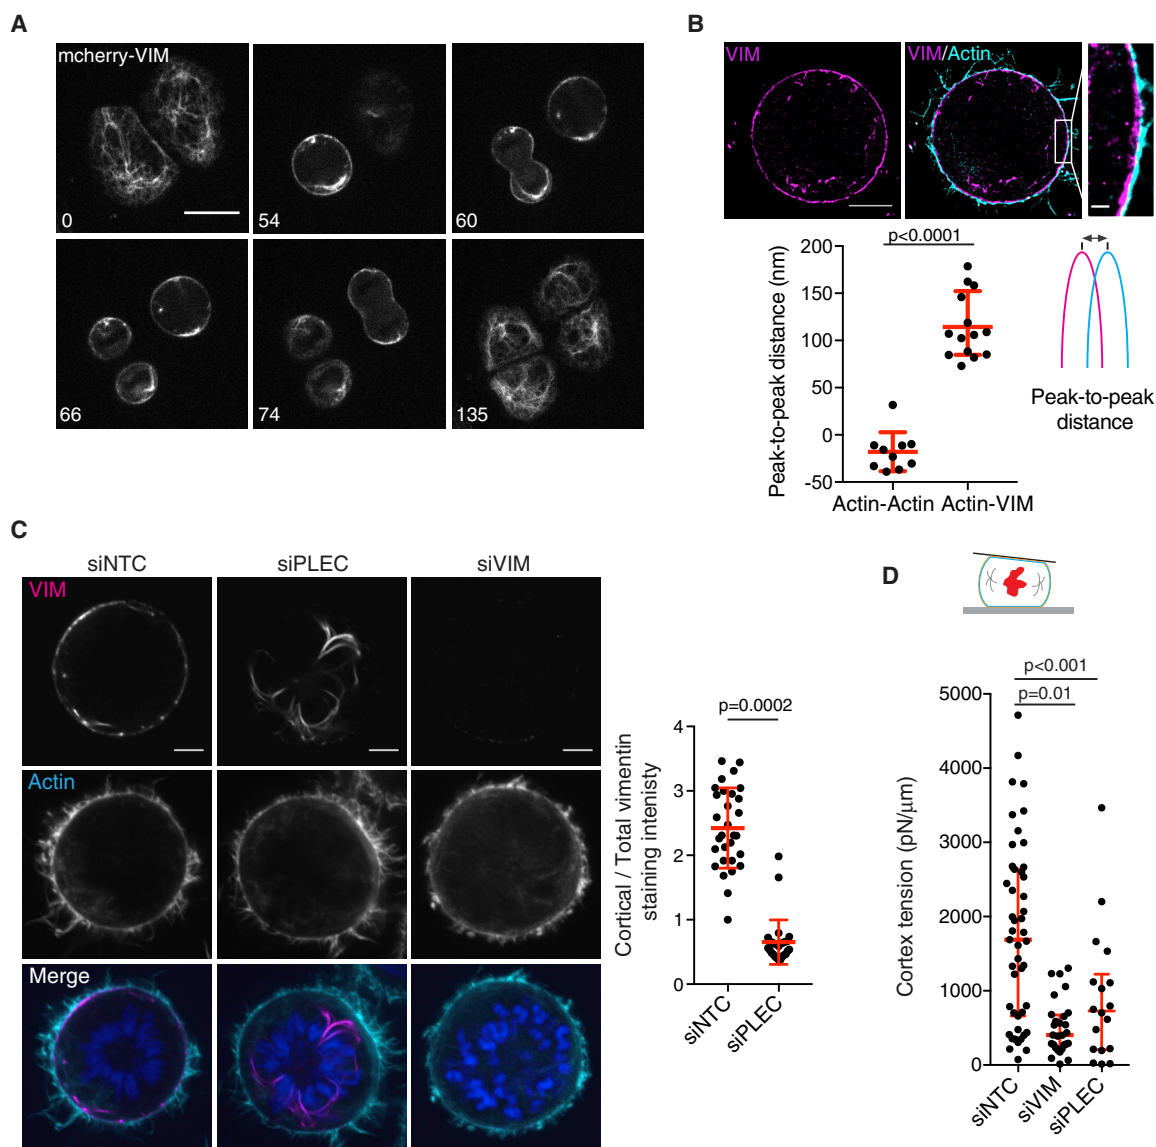 A
mcherry-VIM
0
54
60
66
74
135
B
VIM
VIM/Actin
p<0.0001
Peak-to-peak distance (nm)
200
150
100
50
0
-50
Actin-Actin
Actin-VIM
Peak-to-peak
distance
C
siNTC
siPLEC
siVIM
VIM
Actin
Merge
p=0.0002
Cortical / Total vimentin
staining intenisty
4
3
2
1
0
siNTC
siPLEC
D
p<0.001
p=0.01
Cortex tension (pN/μm)
5000
4000
3000
2000
1000
0
siNTC
siVIM
siPLEC